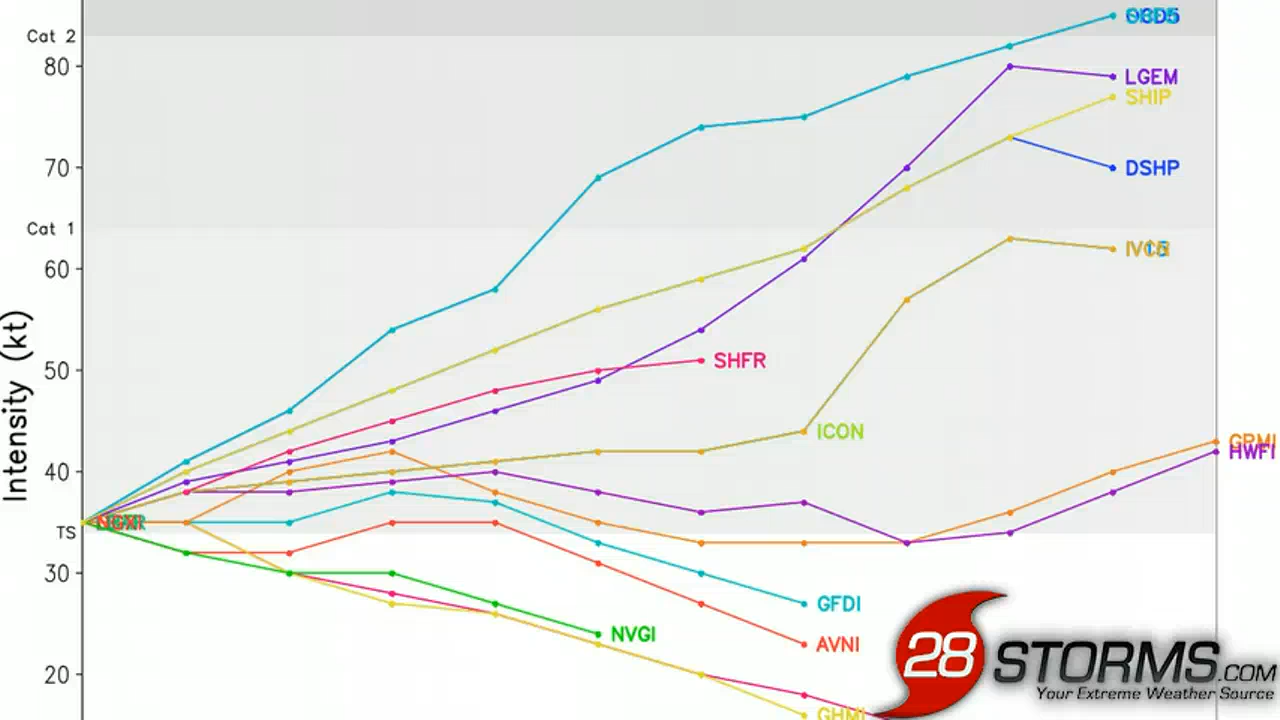 Cat 2
80
LGEM
SHIP
70
DSHP
Cat 1
60
Intensity (kt)
50
SHFR
ICON
40
HWFI
TS
30
GFDI
NVGI
AVNI
20
GHMI
28STORMS.COM
Your Extreme Weather Source